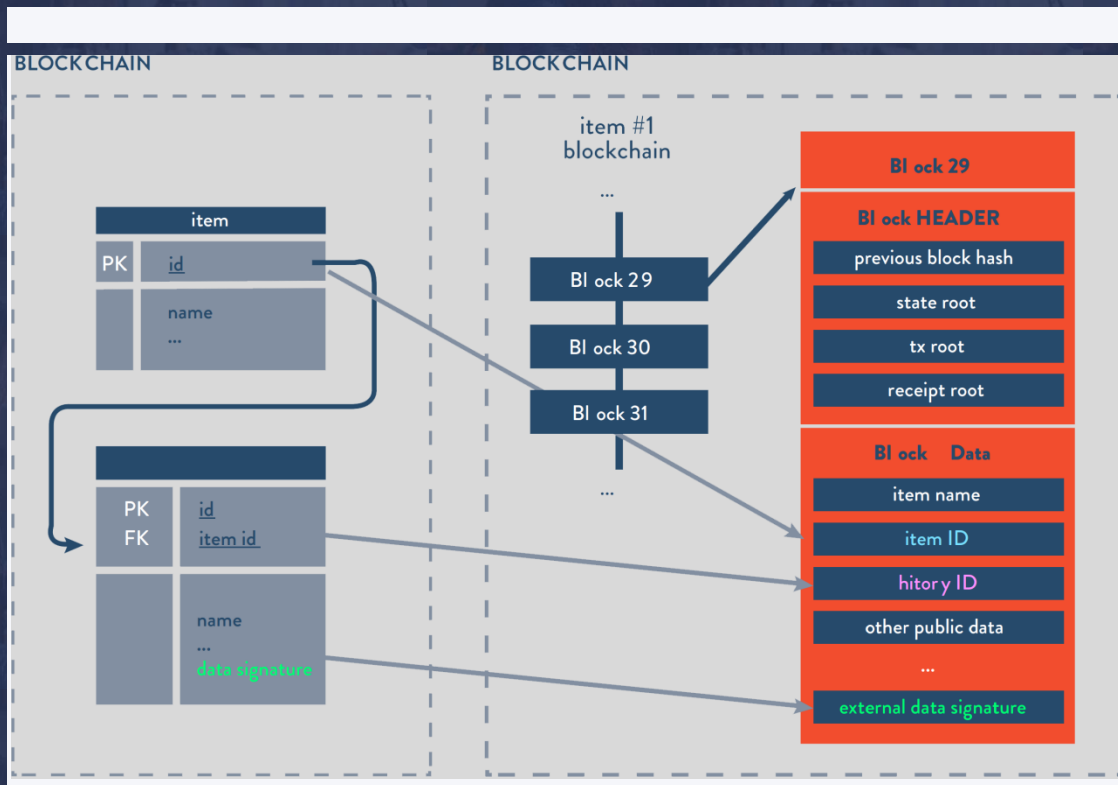 BLOCKCHAIN
item
PK id
name
...
PK id
FK item id
name
...
data signature
BLOCKCHAIN
item #1
blockchain
...
Bl ock 29
Bl ock 30
Bl ock 31
...
Bl ock 29
Bl ock HEADER
previous block hash
state root
tx root
receipt root
Bl ock Data
item name
item ID
hitory ID
other public data
...
external data signature